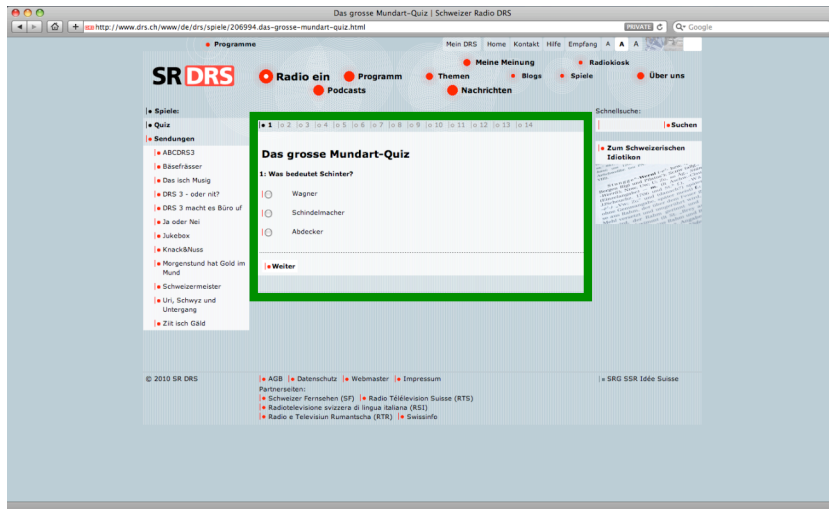 Das grosse Mundart-Quiz | Schweizer Radio DRS
http://www.drs.ch/www/de/drs/spiele/206994.das-grosse-mundart-quiz.html
PRIVATE
Google
Programme
Mein DRS Home Kontakt Hilfe Empfang A A A
SR DRS
Meine Meinung Radiokiosk
Radio ein Programm Themen Blogs Spiele Über uns
Podcasts Nachrichten
Spiele:
Quiz
Sendungen
ABCDRS3
Bäsefrässer
Das isch Musig
DRS 3 - oder nit?
DRS 3 macht es Büro uf
Ja oder Nei
Jukebox
Knack&Nuss
Morgenstund hat Gold im
Mund
Schweizermeister
Uri, Schwyz und
Untergang
Ziit isch Gäld
1 2 3 4 5 6 7 8 9 10 11 12 13 14
Das grosse Mundart-Quiz
1: Was bedeutet Schinter?
Wagner
Schindelmacher
Abdecker
Weiter
Schnellsuche:
Suchen
Zum Schweizerischen
Idiotikon
© 2010 SR DRS
AGB Datenschutz Webmaster Impressum
Partnerseiten:
Schweizer Fernsehen (SF) Radio Télélevision Suisse (RTS)
Radiotelevisione svizzera di lingua italiana (RSI)
Radio e Televisiun Rumantscha (RTR) Swissinfo
SRG SSR Idée Suisse